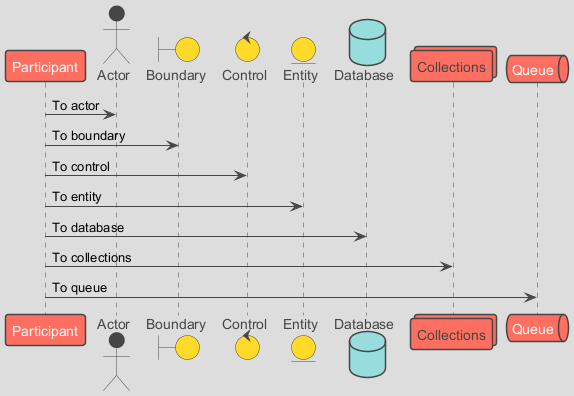 Participant
Actor
Boundary
Control
Entity
Database
Collections
Queue
To actor
To boundary
To control
To entity
To database
To collections
To queue
Participant
Actor
Boundary
Control
Entity
Database
Collections
Queue